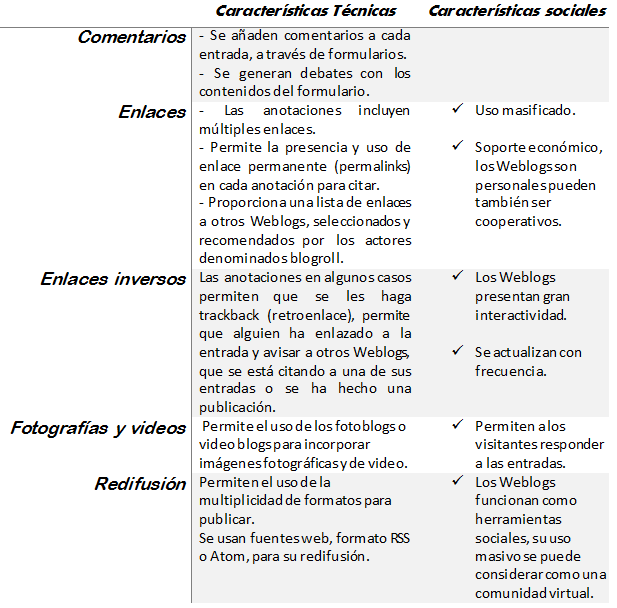 Características Técnicas
Características sociales
Comentarios
- Se añaden comentarios a cada
entrada, a través de formularios.
- Se generan debates con los
contenidos del formulario.
Enlaces
- Las anotaciones incluyen
múltiples enlaces.
- Permite la presencia y uso de
enlace permanente (permalinks)
en cada anotación para citar.
- Proporciona una lista de enlaces
a otros Weblogs, seleccionados y
recomendados por los actores
denominados blogroll.
✓ Uso masificado.
✓ Soporte económico,
los Weblogs son
personales pueden
también ser
cooperativos.
Enlaces inversos
Las anotaciones en algunos casos
permiten que se les haga
trackback (retroenlace), permite
que alguien ha enlazado a la
entrada y avisar a otros Weblogs,
que se está citando a una de sus
entradas o se ha hecho una
publicación.
✓ Los Weblogs
presentan gran
interactividad.
✓ Se actualizan con
frecuencia.
Fotografías y videos
Permite el uso de los fotoblogs o
video blogs para incorporar
imágenes fotográficas y de video.
✓ Permiten a los
visitantes responder
a las entradas.
Redifusión
Permiten el uso de la
multiplicidad de formatos para
publicar.
Se usan fuentes web, formato RSS
o Atom, para su redifusión.
✓ Los Weblogs
funcionan como
herramientas
sociales, su uso
masivo se puede
considerar como una
comunidad virtual.